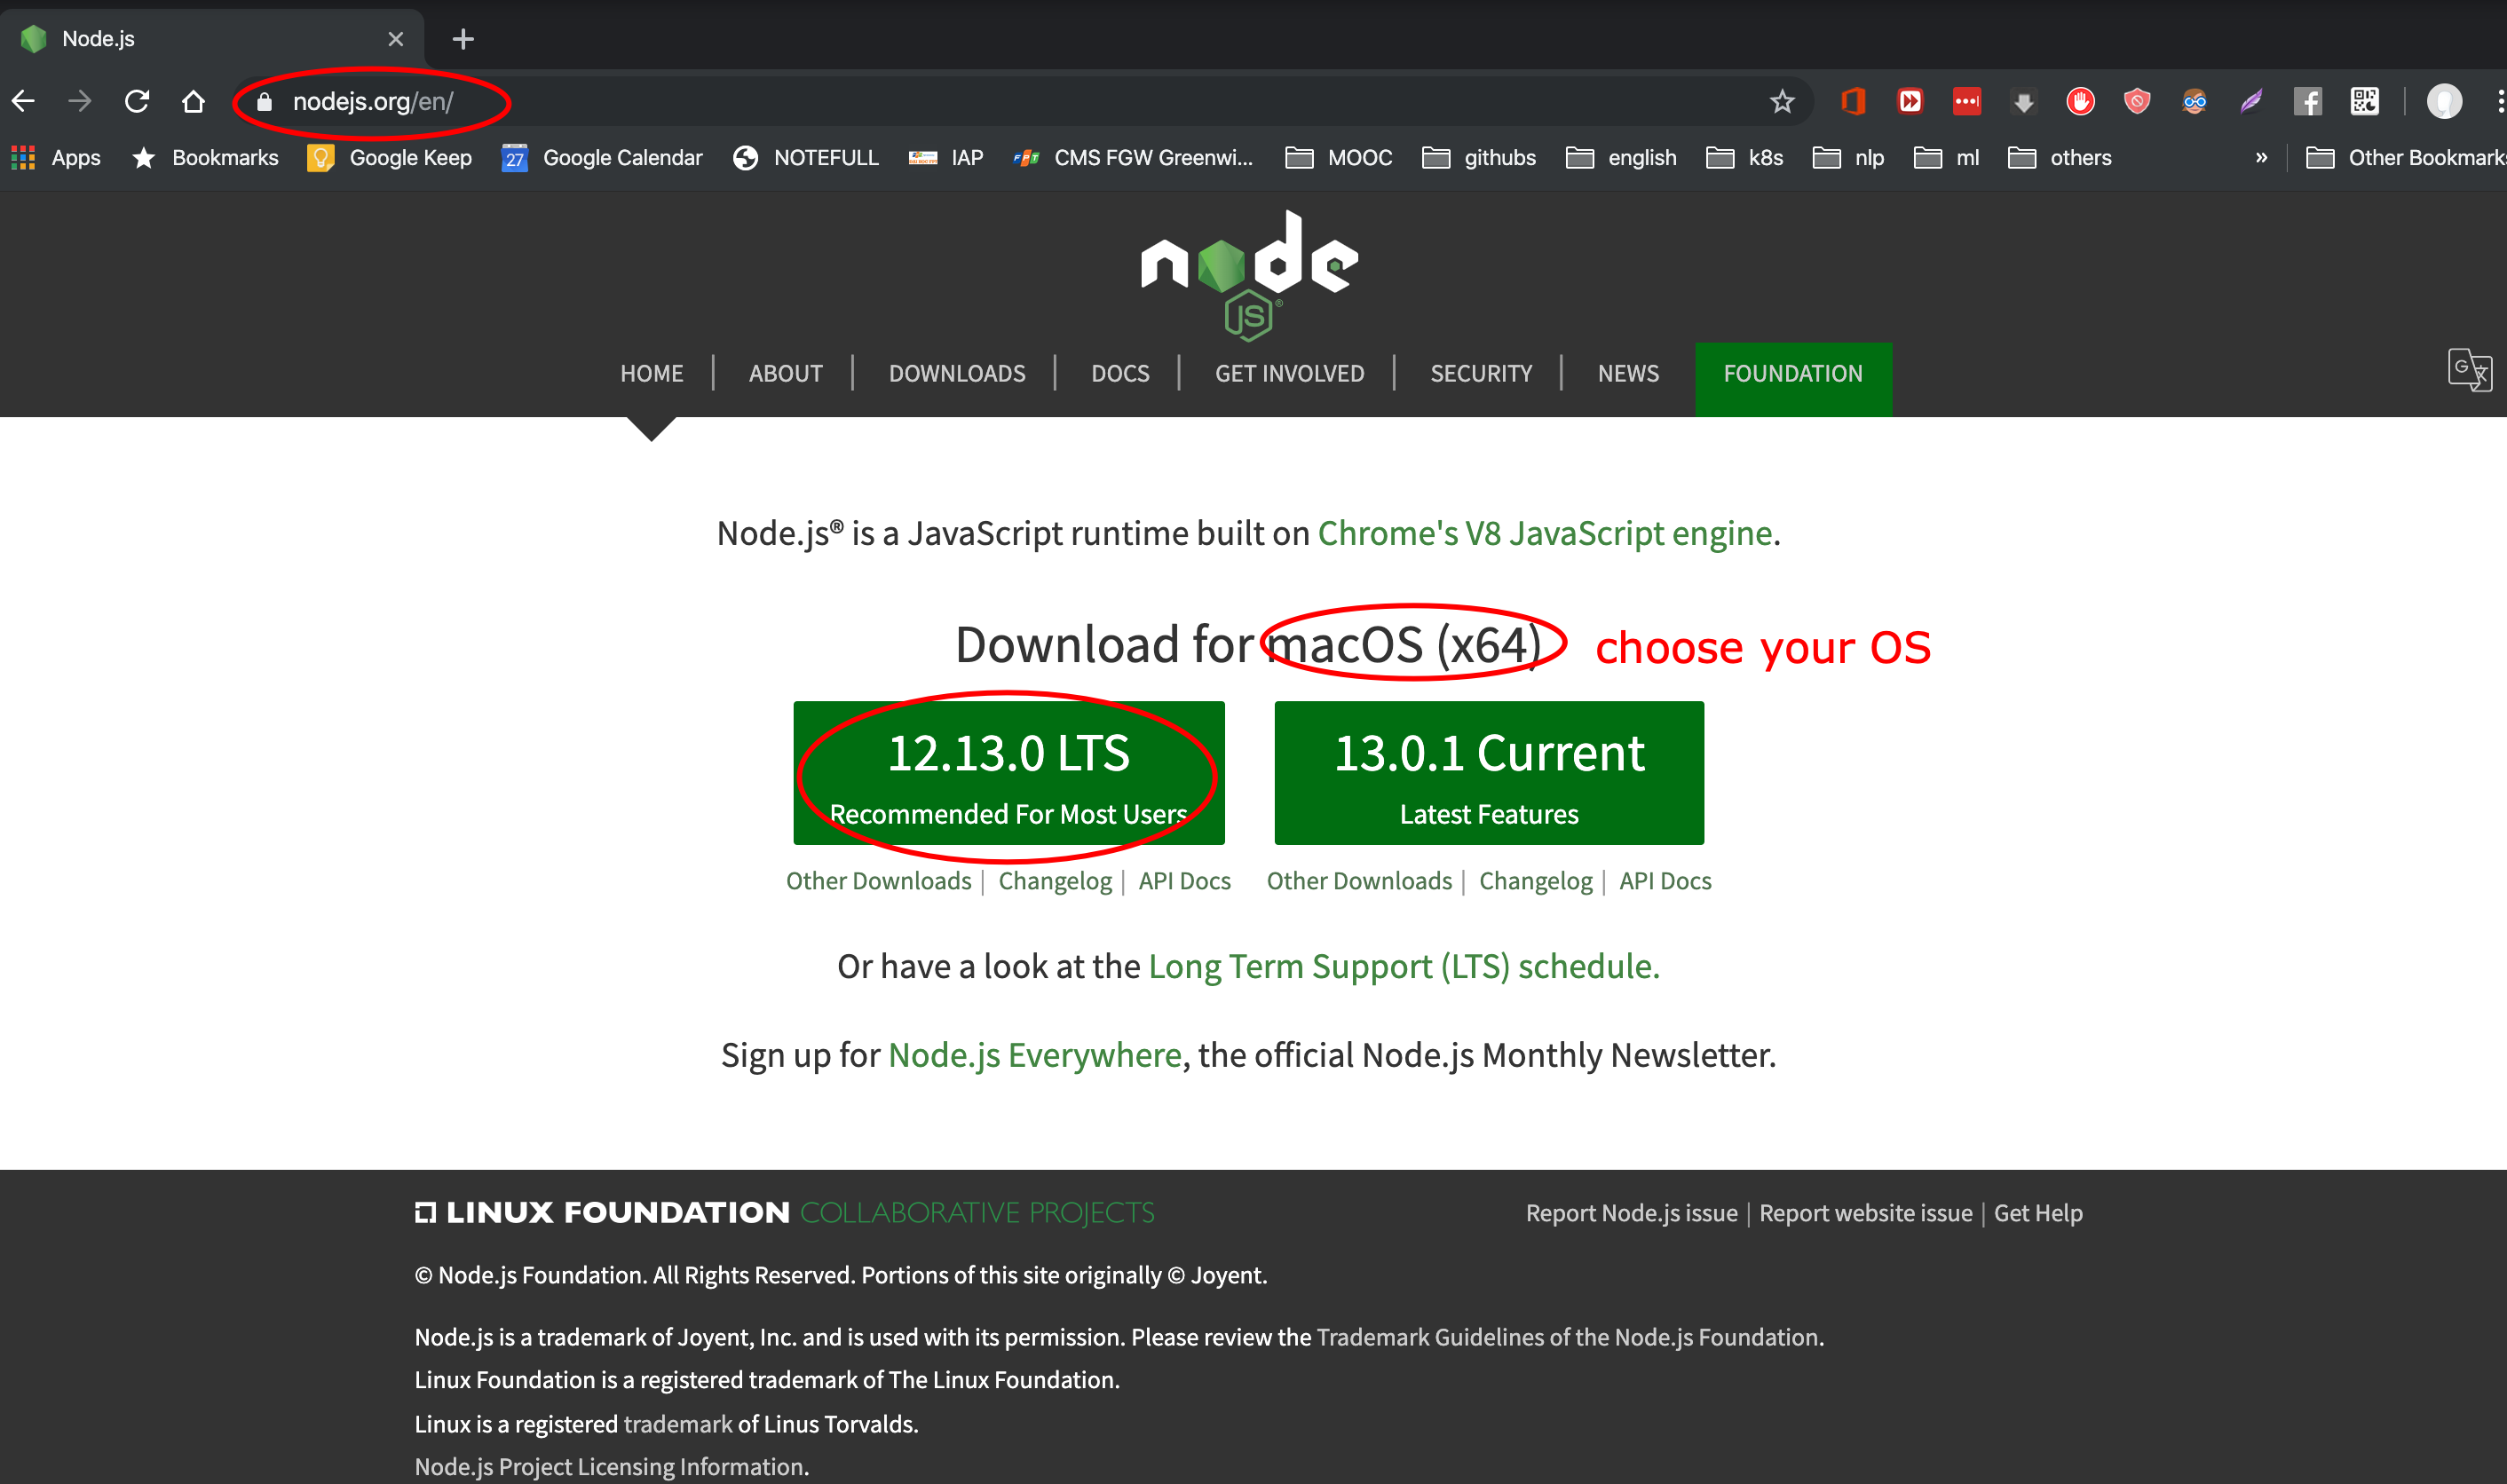 Node.js
nodejs.org/en/
Apps Bookmarks Google Keep 27 Google Calendar NOTEFULL IAP FPT CMS FGW Greenwi... MOOC githubs english k8s nlp ml others » Other Bookmarks
node
JS ®
HOME ABOUT DOWNLOADS DOCS GET INVOLVED SECURITY NEWS FOUNDATION
Node.js® is a JavaScript runtime built on Chrome's V8 JavaScript engine.
Download for macOS (x64) choose your OS
12.13.0 LTS
Recommended For Most Users
13.0.1 Current
Latest Features
Other Downloads | Changelog | API Docs
Other Downloads | Changelog | API Docs
Or have a look at the Long Term Support (LTS) schedule.
Sign up for Node.js Everywhere, the official Node.js Monthly Newsletter.
LINUX FOUNDATION COLLABORATIVE PROJECTS
Report Node.js issue | Report website issue | Get Help
© Node.js Foundation. All Rights Reserved. Portions of this site originally © Joyent.
Node.js is a trademark of Joyent, Inc. and is used with its permission. Please review the Trademark Guidelines of the Node.js Foundation.
Linux Foundation is a registered trademark of The Linux Foundation.
Linux is a registered trademark of Linus Torvalds.
Node.js Project Licensing Information.